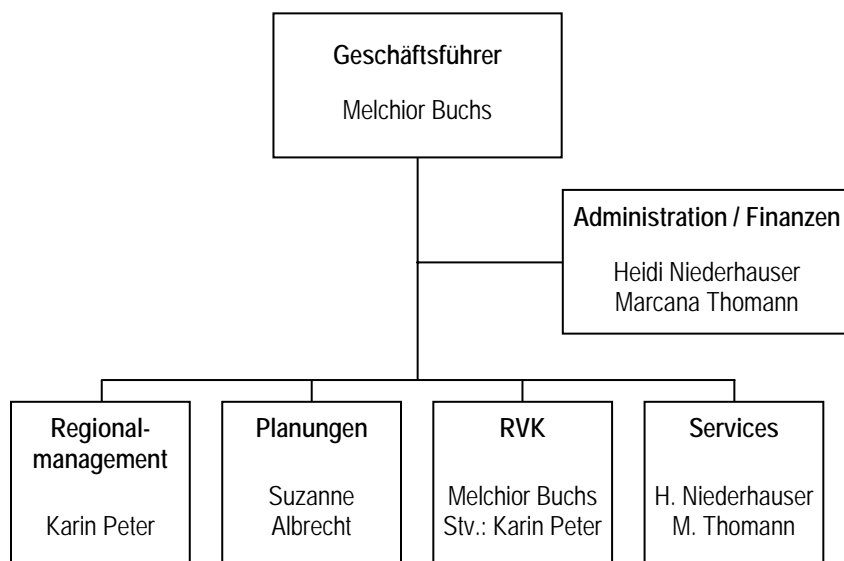 Geschäftsführer
Melchior Buchs
Administration / Finanzen
Heidi Niederhauser
Marcana Thomann
Regional-
management
Karin Peter
Planungen
Suzanne
Albrecht
RVK
Melchior Buchs
Stv.: Karin Peter
Services
H. Niederhauser
M. Thomann